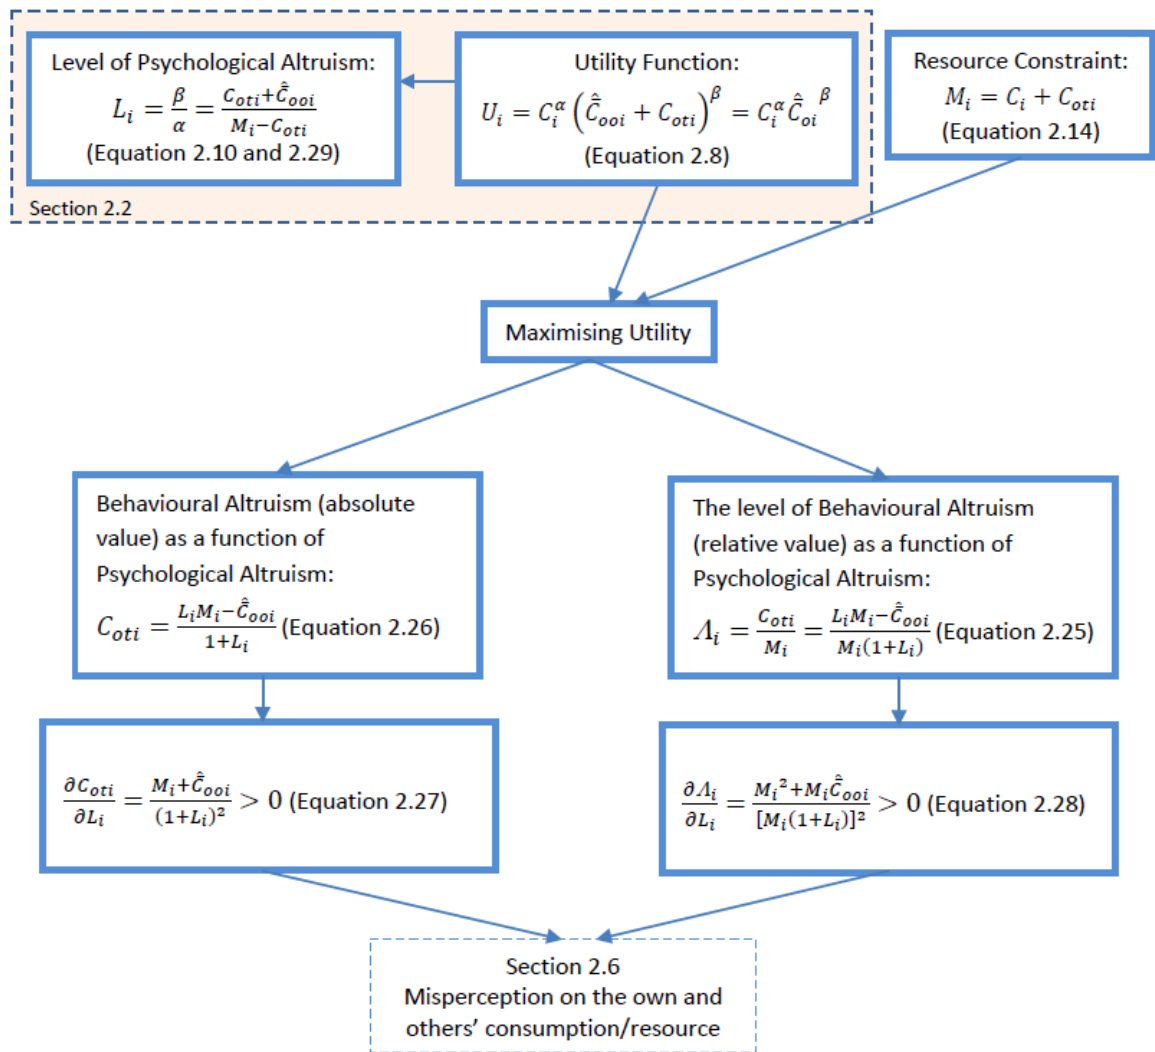 Level of Psychological Altruism:
L_i = β/α = (C_oti + Ĉ̄_ooi)/(M_i − C_oti)
(Equation 2.10 and 2.29)
Section 2.2
Utility Function:
U_i = C_i^α (Ĉ̄_ooi + C_oti)^β = C_i^α Ĉ̄_oi^β
(Equation 2.8)
Resource Constraint:
M_i = C_i + C_oti
(Equation 2.14)
Maximising Utility
Behavioural Altruism (absolute
value) as a function of
Psychological Altruism:
C_oti = (L_i M_i − Ĉ̄_ooi)/(1+L_i) (Equation 2.26)
The level of Behavioural Altruism
(relative value) as a function of
Psychological Altruism:
Λ_i = C_oti/M_i = (L_i M_i − Ĉ̄_ooi)/(M_i(1+L_i)) (Equation 2.25)
∂C_oti/∂L_i = (M_i + Ĉ̄_ooi)/(1+L_i)² > 0 (Equation 2.27)
∂Λ_i/∂L_i = (M_i² + M_i Ĉ̄_ooi)/[M_i(1+L_i)]² > 0 (Equation 2.28)
Section 2.6
Misperception on the own and
others’ consumption/resource